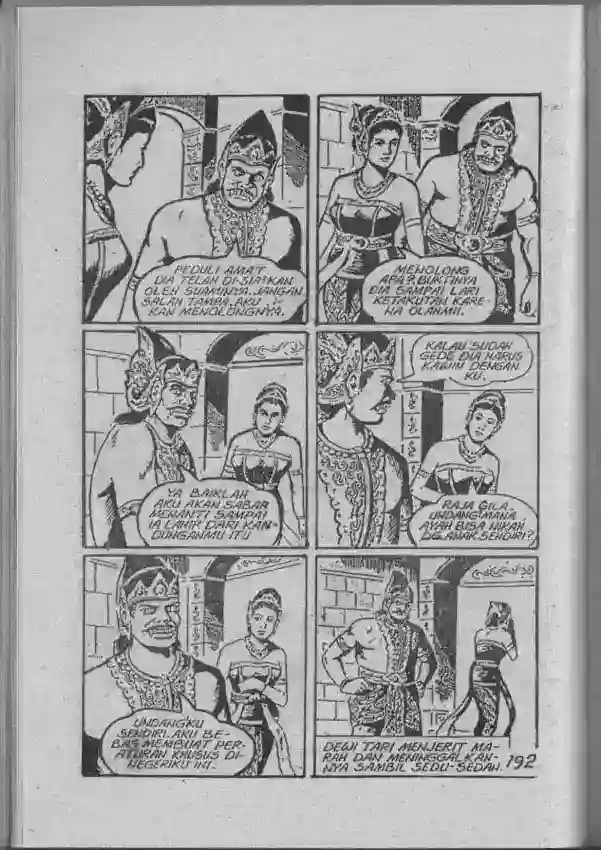 PEDULI AMAT
DIA TELAH DI-SIA²KAN
OLEH SUAMINYA. JANGAN
SALAH TAMPA. AKU
KAN MENOLONGNYA.
MENOLONG
APA? BUKTINYA
DIA SAMPAI LARI
KETAKUTAN KARE-
NA OLAHMU.
YA BAIKLAH
AKU AKAN SABAR
MENANTI SAMPAI
IA LAHIR DARI KAN-
DUNGANMU ITU
KALAU SUDAH
GEDE DIA HARUS
KAWIN DENGAN
KU.
RAJA GILA.
UNDANG² MANA
AYAH BISA NIKAH
DG. ANAK SENDIRI?
UNDANGKU
SENDIRI. AKU BE-
BAS MEMBUAT PER-
ATURAN KHUSUS DI-
NEGERIKU INI.
DEWI TARI MENJERIT MA-
RAH DAN MENINGGALKAN-
NYA SAMBIL SEDU-SEDAN.
192